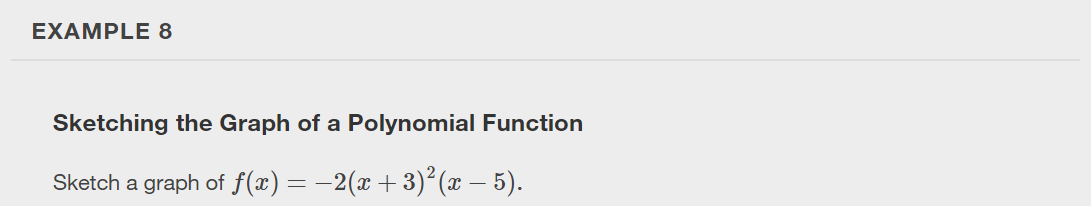 EXAMPLE 8
Sketching the Graph of a Polynomial Function
Sketch a graph of f(x) = −2(x + 3)²(x − 5).